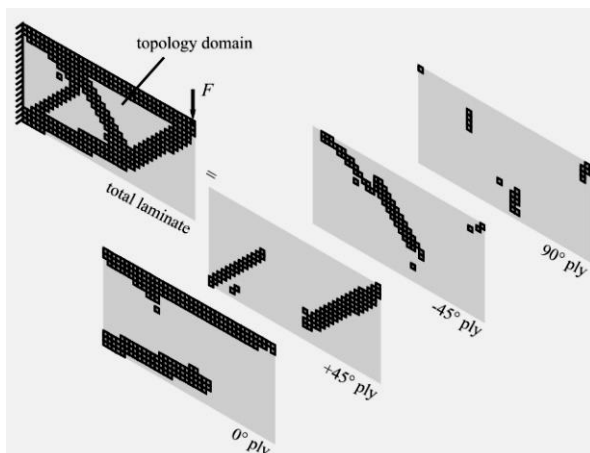 topology domain
F
=
total laminate
90° ply
-45° ply
+45° ply
0° ply